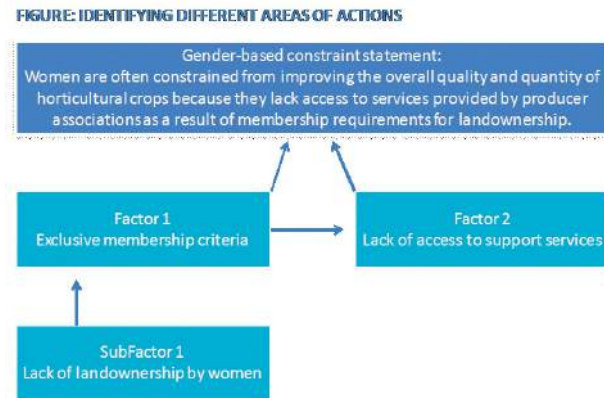 FIGURE: IDENTIFYING DIFFERENT AREAS OF ACTIONS
Gender-based constraint statement:
Women are often constrained from improving the overall quality and quantity of
horticultural crops because they lack access to services provided by producer
associations as a result of membership requirements for landownership.
Factor 1
Exclusive membership criteria
Factor 2
Lack of access to support services
SubFactor 1
Lack of landownership by women